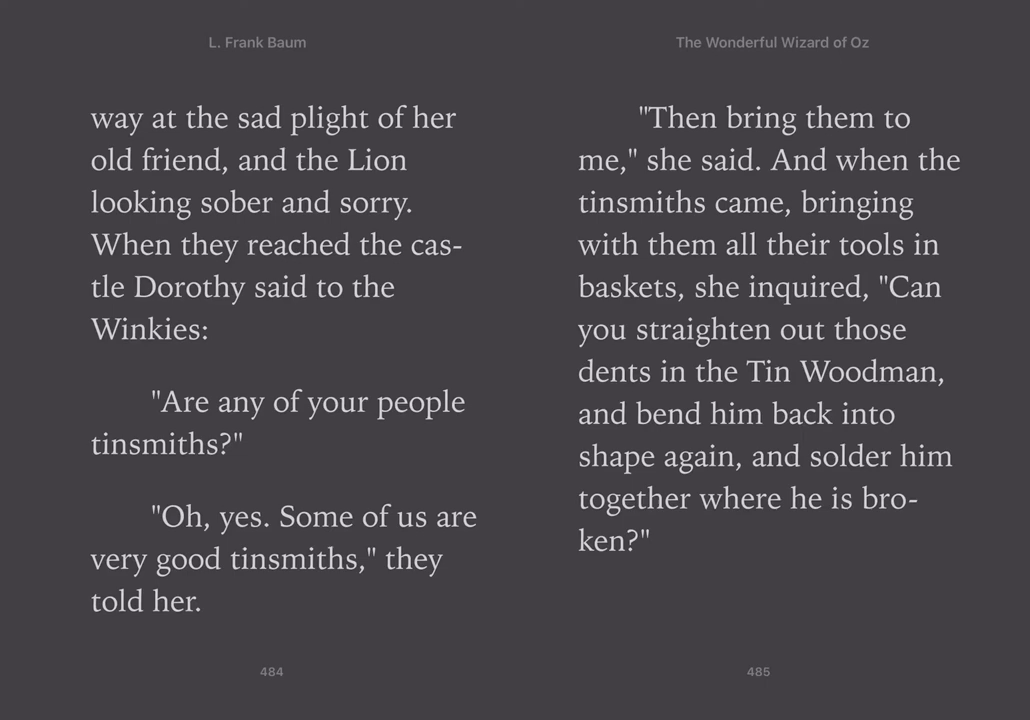 L. Frank Baum
way at the sad plight of her
old friend, and the Lion
looking sober and sorry.
When they reached the cas-
tle Dorothy said to the
Winkies:
"Are any of your people
tinsmiths?"
"Oh, yes. Some of us are
very good tinsmiths," they
told her.
484
The Wonderful Wizard of Oz
"Then bring them to
me," she said. And when the
tinsmiths came, bringing
with them all their tools in
baskets, she inquired, "Can
you straighten out those
dents in the Tin Woodman,
and bend him back into
shape again, and solder him
together where he is bro-
ken?"
485